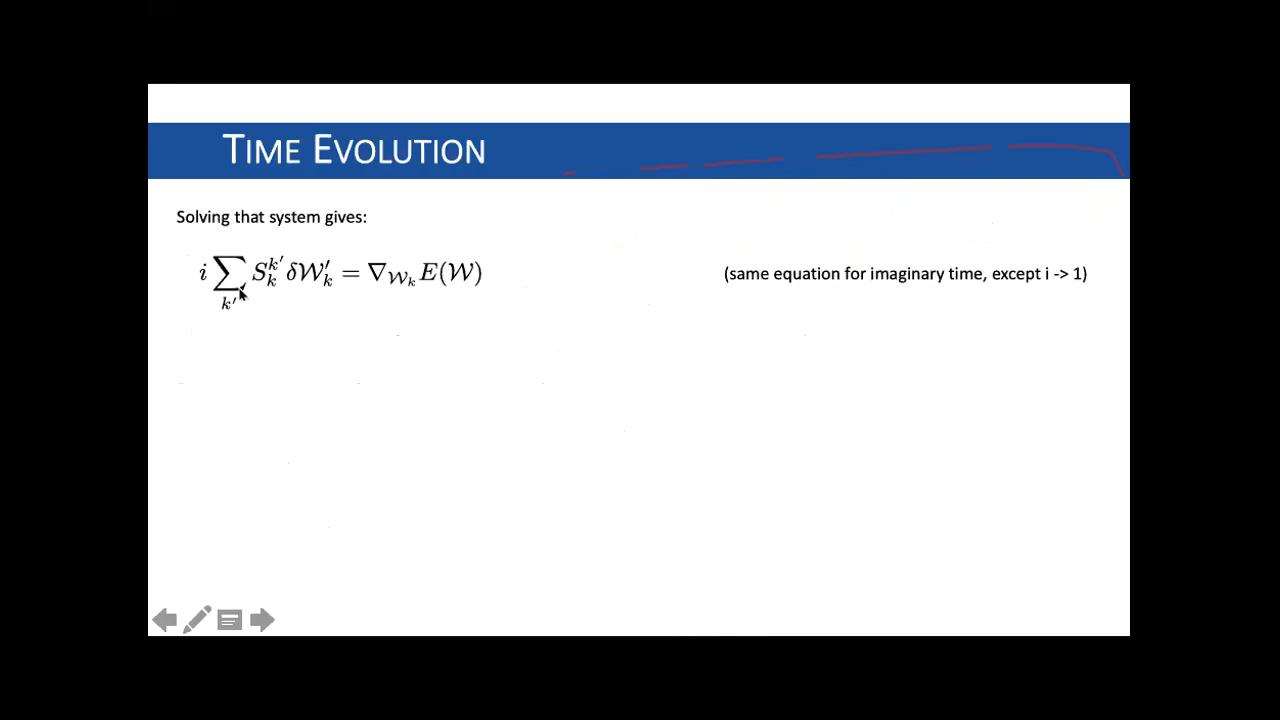 TIME EVOLUTION
Solving that system gives:
i ∑_{k′} S_k^{k′} δ𝒲′_k = ∇_{𝒲_k} E(𝒲)
(same equation for imaginary time, except i -> 1)